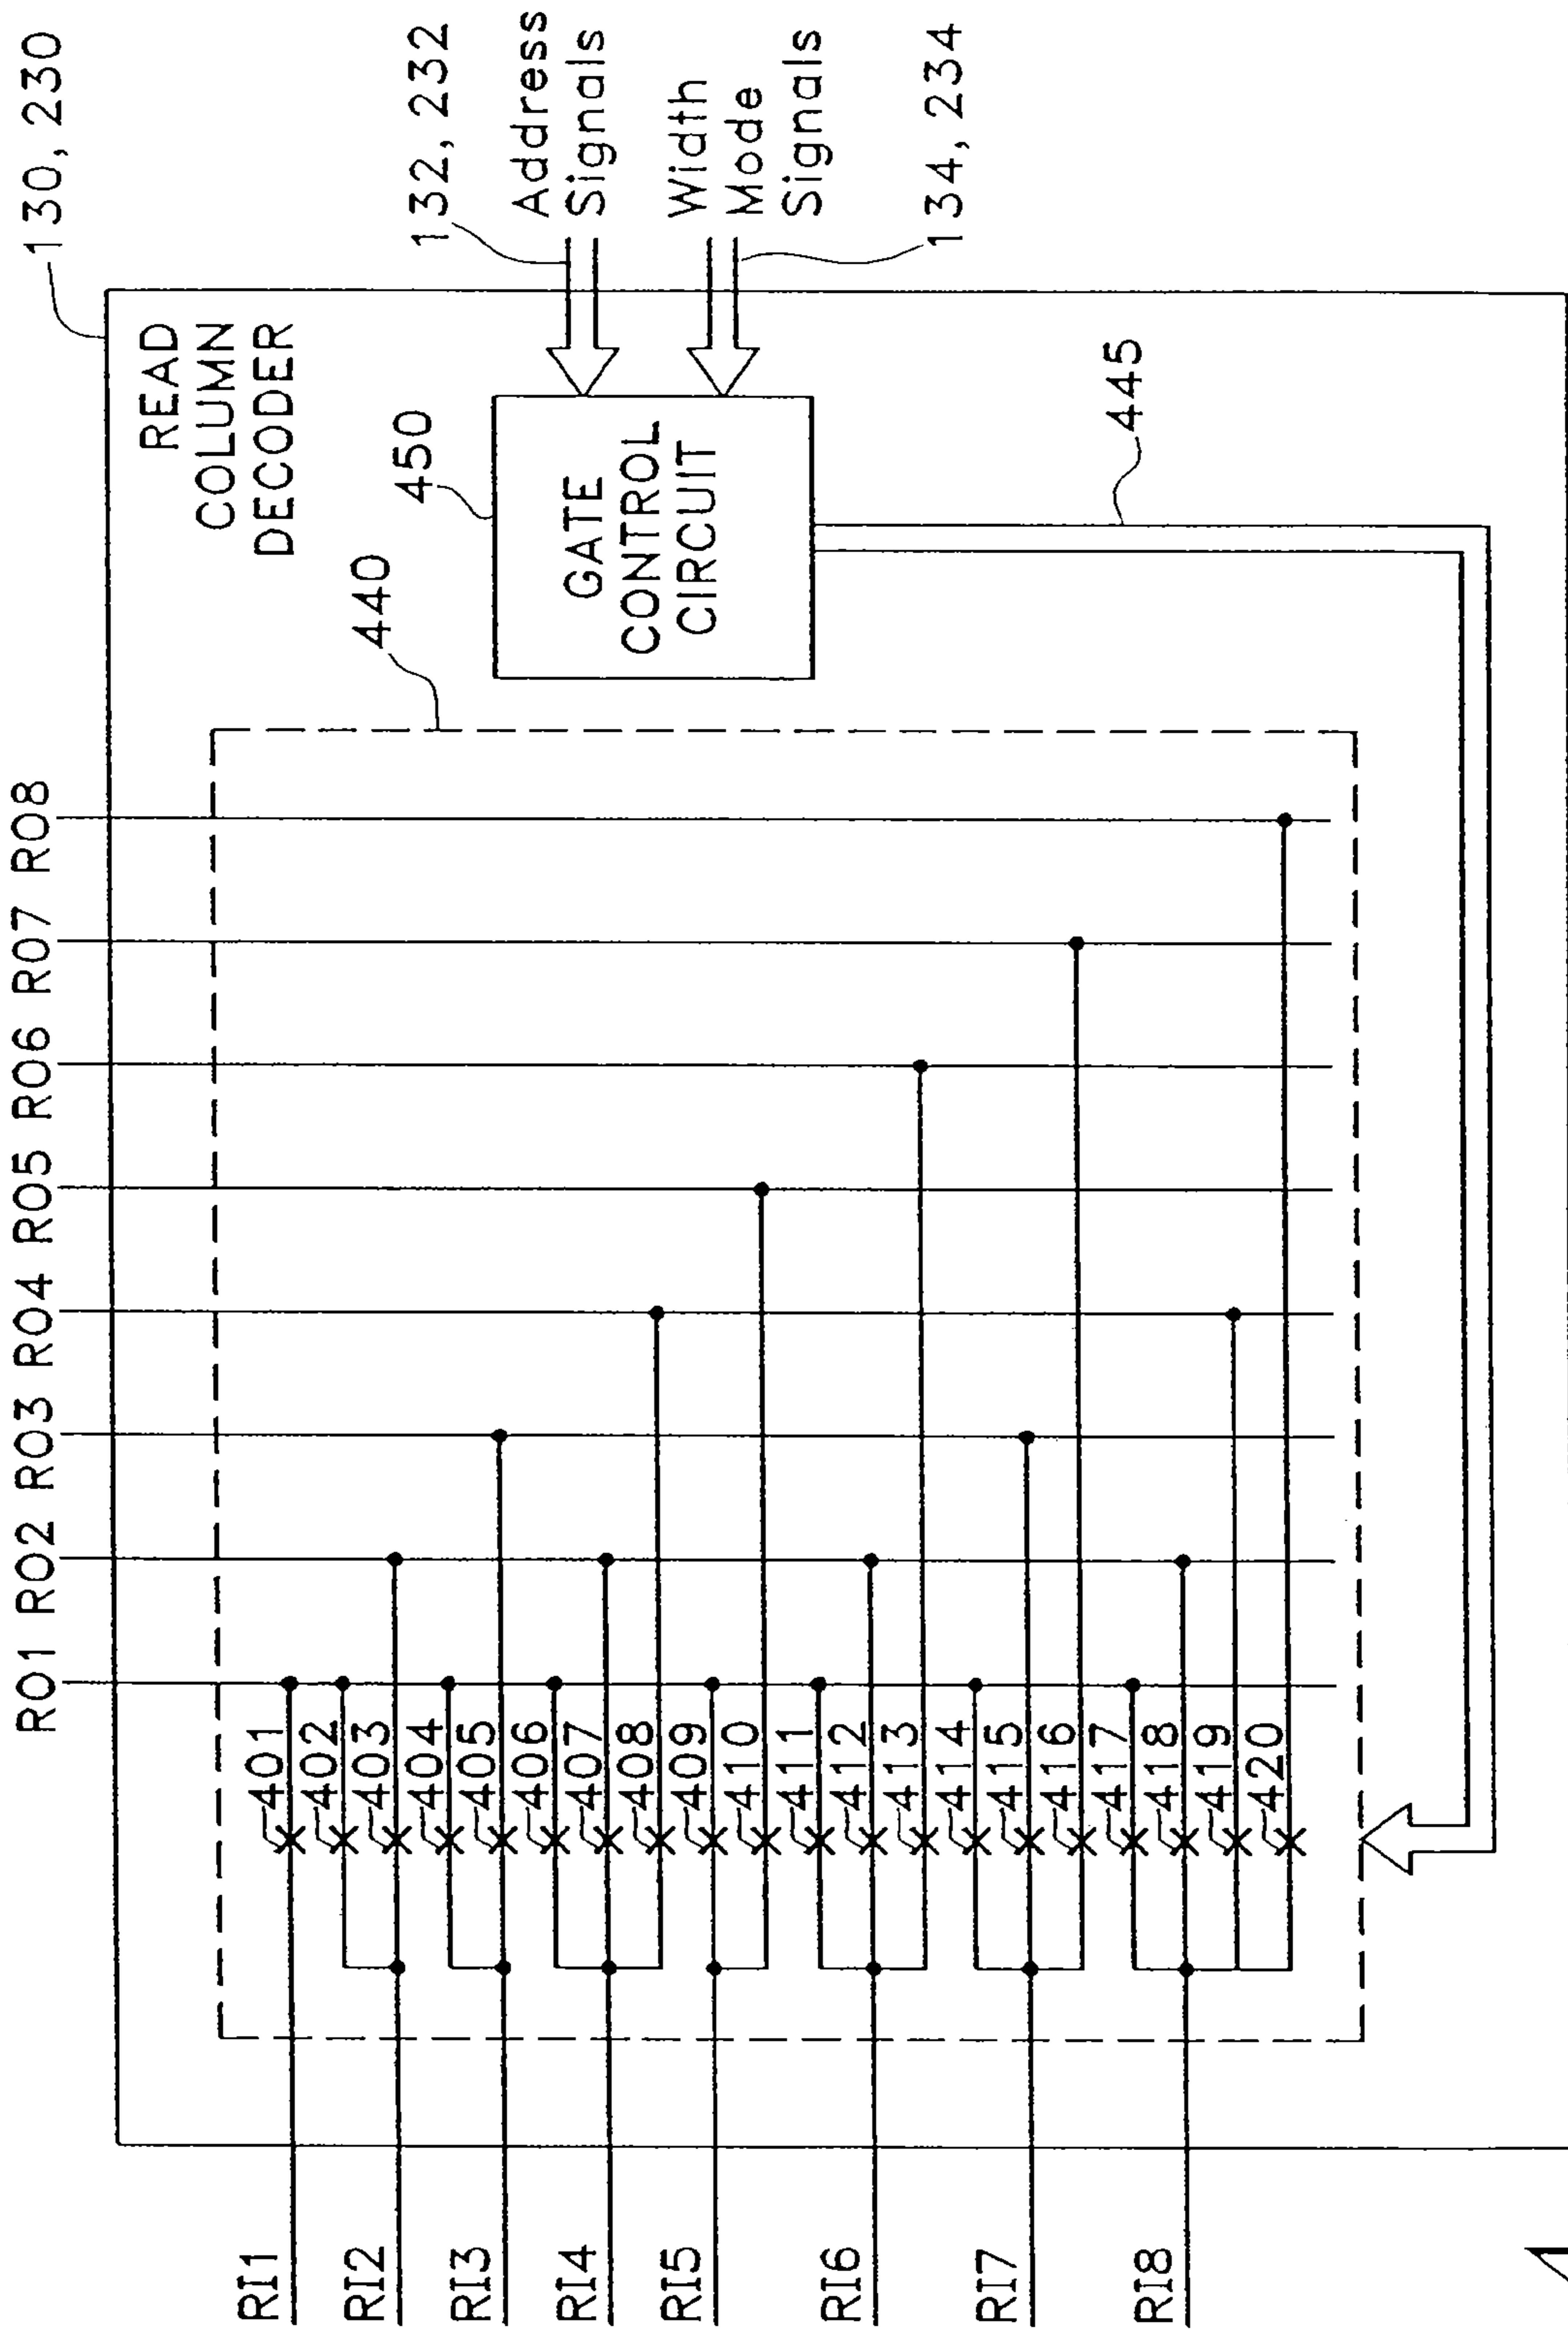 130, 230
READ
COLUMN
DECODER
132, 232
Address
Signals
Width
Mode
Signals
134, 234
450
GATE
CONTROL
CIRCUIT
445
440
RO1 RO2 RO3 RO4 RO5 RO6 RO7 RO8
401
402
403
404
405
406
407
408
409
410
411
412
413
414
415
416
417
418
419
420
RI1
RI2
RI3
RI4
RI5
RI6
RI7
RI8